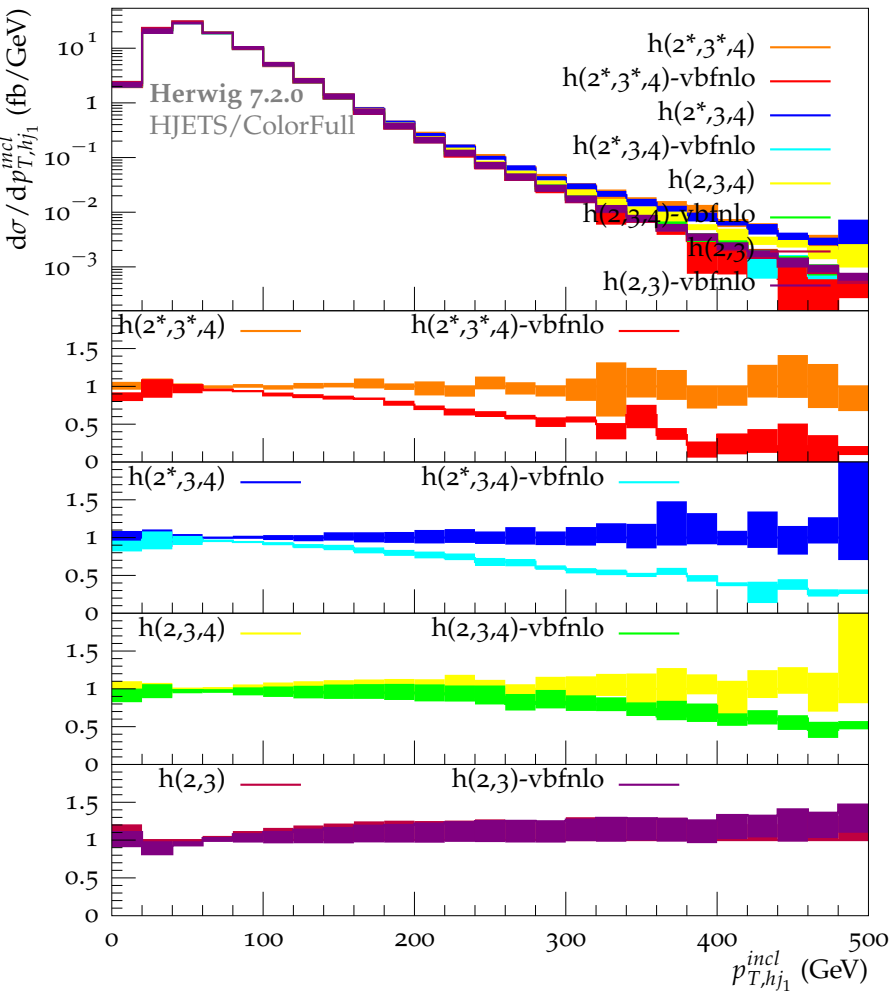 dσ/dp_{T,hj_1}^{incl} (fb/GeV)
10^1
1
10^{−1}
10^{−2}
10^{−3}
Herwig 7.2.0
HJETS/ColorFull
h(2*,3*,4)
h(2*,3*,4)-vbfnlo
h(2*,3,4)
h(2*,3,4)-vbfnlo
h(2,3,4)
h(2,3,4)-vbfnlo
h(2,3)
h(2,3)-vbfnlo
h(2*,3*,4) h(2*,3*,4)-vbfnlo
1.5
1
0.5
0
h(2*,3,4) h(2*,3,4)-vbfnlo
1.5
1
0.5
0
h(2,3,4) h(2,3,4)-vbfnlo
1.5
1
0.5
0
h(2,3) h(2,3)-vbfnlo
1.5
1
0.5
0
0 100 200 300 400 500
p_{T,hj_1}^{incl} (GeV)